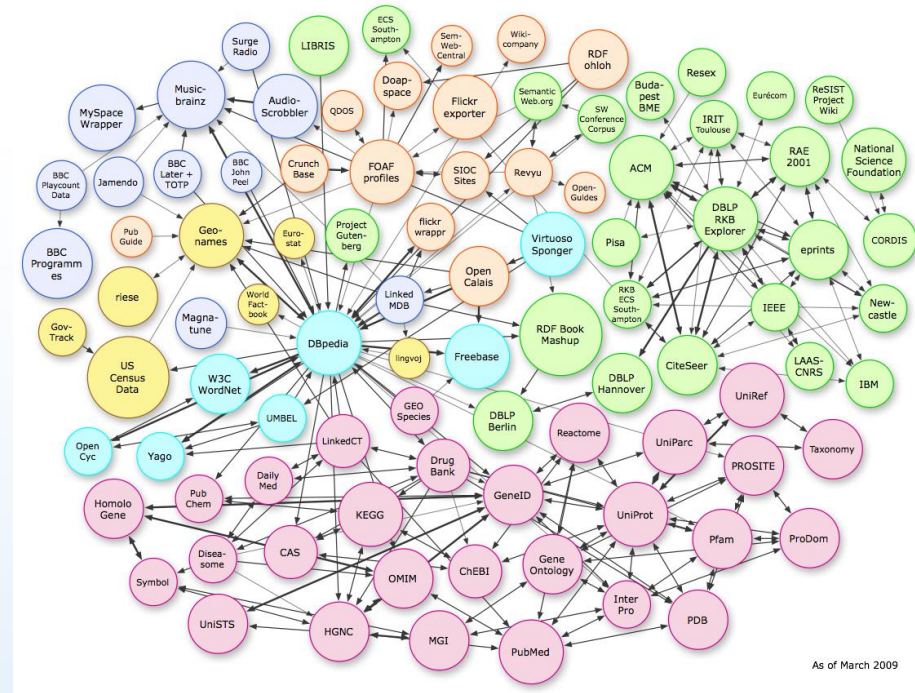 ECS
South-
ampton
Surge
Radio
LIBRIS
Sem-
Web-
Central
Wiki-
company
RDF
ohloh
Doap-
space
Music-
brainz
Audio-
Scrobbler
MySpace
Wrapper
QDOS
Flickr
exporter
Semantic
Web.org
SW
Conference
Corpus
Buda-
pest
BME
Resex
Eurécom
ReSIST
Project
Wiki
IRIT
Toulouse
RAE
2001
National
Science
Foundation
ACM
BBC
Playcount
Data
Jamendo
BBC
Later +
TOTP
BBC
John
Peel
Crunch
Base
FOAF
profiles
SIOC
Sites
Revyu
Open-
Guides
DBLP
RKB
Explorer
Pub
Guide
Geo-
names
Euro-
stat
Project
Guten-
berg
flickr
wrappr
Virtuoso
Sponger
Pisa
eprints
CORDIS
BBC
Programm
es
riese
World
Fact-
book
Linked
MDB
Open
Calais
RKB
ECS
South-
ampton
IEEE
New-
castle
Gov-
Track
Magna-
tune
DBpedia
lingvoj
Freebase
RDF Book
Mashup
US
Census
Data
W3C
WordNet
CiteSeer
LAAS-
CNRS
IBM
DBLP
Hannover
UMBEL
GEO
Species
DBLP
Berlin
UniRef
Open
Cyc
Yago
LinkedCT
Reactome
UniParc
Taxonomy
Daily
Med
Drug
Bank
PROSITE
Homolo
Gene
Pub
Chem
KEGG
GeneID
UniProt
Pfam
ProDom
Disea-
some
CAS
ChEBI
Gene
Ontology
Symbol
OMIM
Inter
Pro
PDB
UniSTS
HGNC
MGI
PubMed
As of March 2009